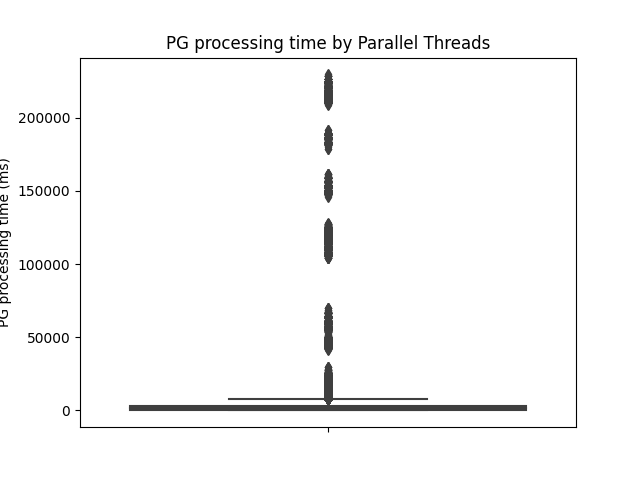 PG processing time by Parallel Threads
PG processing time (ms)
200000
150000
100000
50000
0